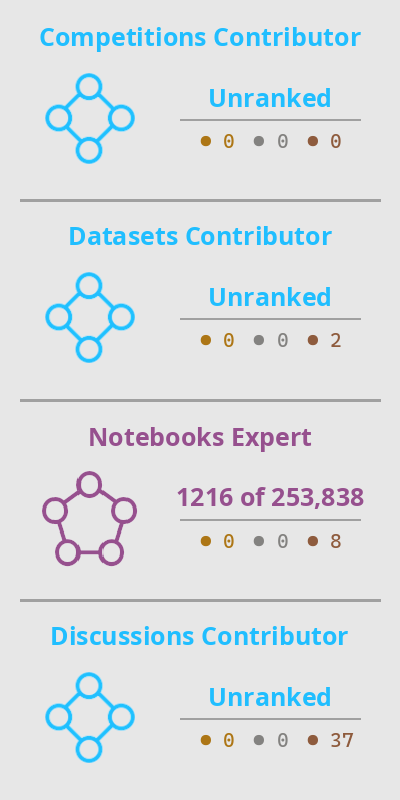 Competitions Contributor
Unranked
0 0 0
Datasets Contributor
Unranked
0 0 2
Notebooks Expert
1216 of 253,838
0 0 8
Discussions Contributor
Unranked
0 0 37